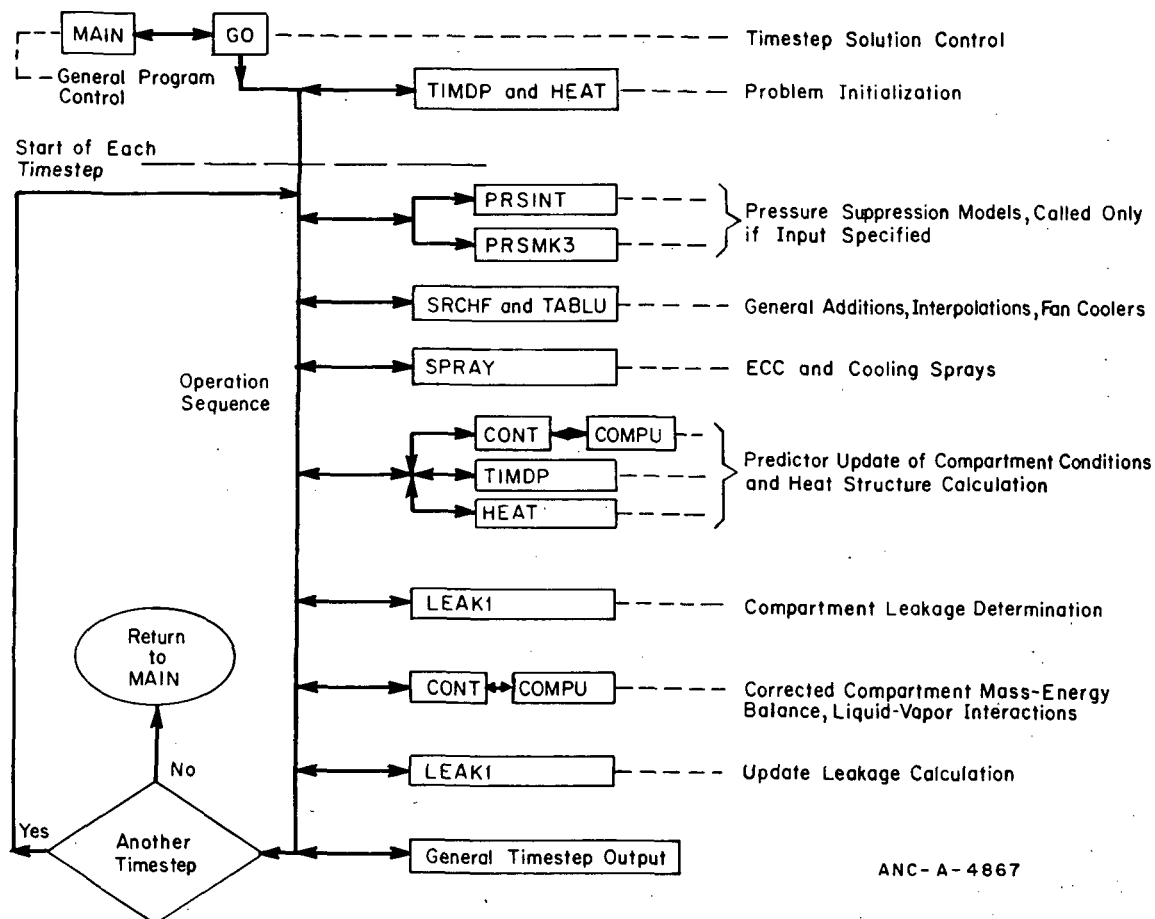 MAIN
GO
Timestep Solution Control
General Program
Control
TIMDP and HEAT
Problem Initialization
Start of Each
Timestep
PRSINT
PRSMK3
Pressure Suppression Models, Called Only
if Input Specified
SRCHF and TABLU
General Additions, Interpolations, Fan Coolers
SPRAY
ECC and Cooling Sprays
Operation
Sequence
CONT
COMPU
TIMDP
HEAT
Predictor Update of Compartment Conditions
and Heat Structure Calculation
LEAK1
Compartment Leakage Determination
Return
to
MAIN
CONT
COMPU
Corrected Compartment Mass-Energy
Balance, Liquid-Vapor Interactions
No
LEAK1
Update Leakage Calculation
Yes
Another
Timestep
General Timestep Output
ANC-A-4867